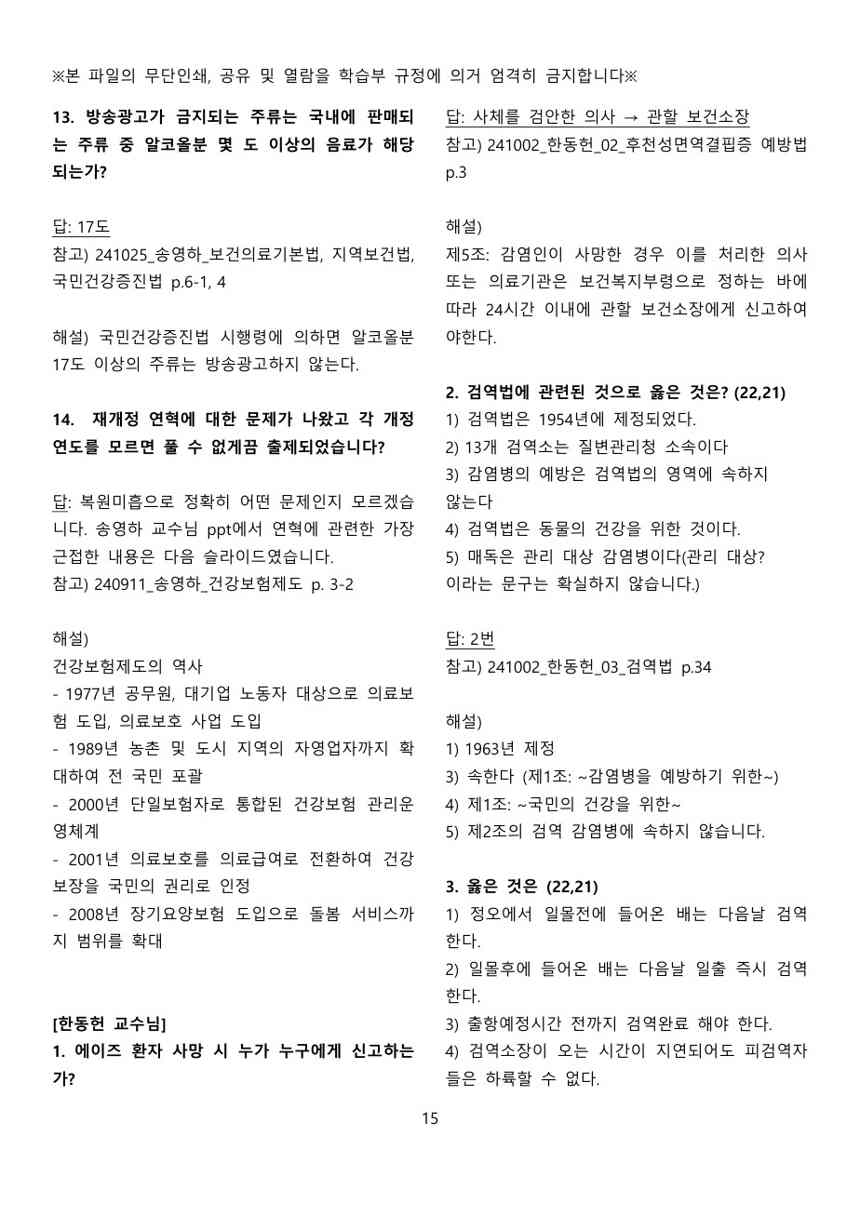 ※본 파일의 무단인쇄, 공유 및 열람을 학습부 규정에 의거 엄격히 금지합니다※
13. 방송광고가 금지되는 주류는 국내에 판매되
는 주류 중 알코올분 몇 도 이상의 음료가 해당
되는가?
답: 17도
참고) 241025_송영하_보건의료기본법, 지역보건법,
국민건강증진법 p.6-1, 4
해설) 국민건강증진법 시행령에 의하면 알코올분
17도 이상의 주류는 방송광고하지 않는다.
14. 재개정 연혁에 대한 문제가 나왔고 각 개정
연도를 모르면 풀 수 없게끔 출제되었습니다?
답: 복원미흡으로 정확히 어떤 문제인지 모르겠습
니다. 송영하 교수님 ppt에서 연혁에 관련한 가장
근접한 내용은 다음 슬라이드였습니다.
참고) 240911_송영하_건강보험제도 p. 3-2
해설)
건강보험제도의 역사
- 1977년 공무원, 대기업 노동자 대상으로 의료보
험 도입, 의료보호 사업 도입
- 1989년 농촌 및 도시 지역의 자영업자까지 확
대하여 전 국민 포괄
- 2000년 단일보험자로 통합된 건강보험 관리운
영체계
- 2001년 의료보호를 의료급여로 전환하여 건강
보장을 국민의 권리로 인정
- 2008년 장기요양보험 도입으로 돌봄 서비스까
지 범위를 확대
[한동헌 교수님]
1. 에이즈 환자 사망 시 누가 누구에게 신고하는
가?
답: 사체를 검안한 의사 → 관할 보건소장
참고) 241002_한동헌_02_후천성면역결핍증 예방법
p.3
해설)
제5조: 감염인이 사망한 경우 이를 처리한 의사
또는 의료기관은 보건복지부령으로 정하는 바에
따라 24시간 이내에 관할 보건소장에게 신고하여
야한다.
2. 검역법에 관련된 것으로 옳은 것은? (22,21)
1) 검역법은 1954년에 제정되었다.
2) 13개 검역소는 질변관리청 소속이다
3) 감염병의 예방은 검역법의 영역에 속하지
않는다
4) 검역법은 동물의 건강을 위한 것이다.
5) 매독은 관리 대상 감염병이다(관리 대상?
이라는 문구는 확실하지 않습니다.)
답: 2번
참고) 241002_한동헌_03_검역법 p.34
해설)
1) 1963년 제정
3) 속한다 (제1조: ~감염병을 예방하기 위한~)
4) 제1조: ~국민의 건강을 위한~
5) 제2조의 검역 감염병에 속하지 않습니다.
3. 옳은 것은 (22,21)
1) 정오에서 일몰전에 들어온 배는 다음날 검역
한다.
2) 일몰후에 들어온 배는 다음날 일출 즉시 검역
한다.
3) 출항예정시간 전까지 검역완료 해야 한다.
4) 검역소장이 오는 시간이 지연되어도 피검역자
들은 하륙할 수 없다.
15